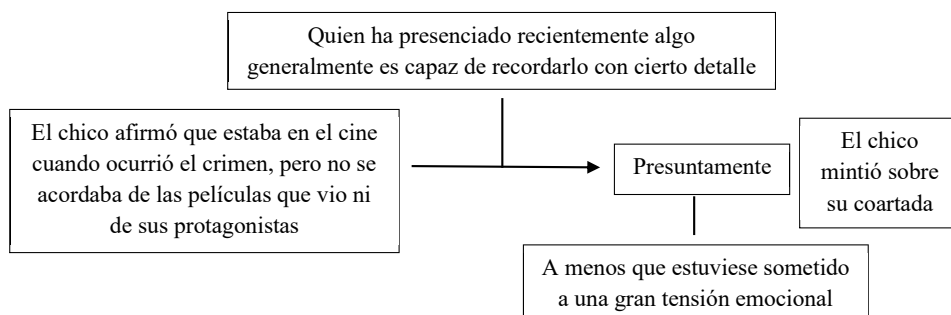 Quien ha presenciado recientemente algo
generalmente es capaz de recordarlo con cierto detalle
El chico afirmó que estaba en el cine
cuando ocurrió el crimen, pero no se
acordaba de las películas que vio ni
de sus protagonistas
Presuntamente
El chico
mintió sobre
su coartada
A menos que estuviese sometido
a una gran tensión emocional